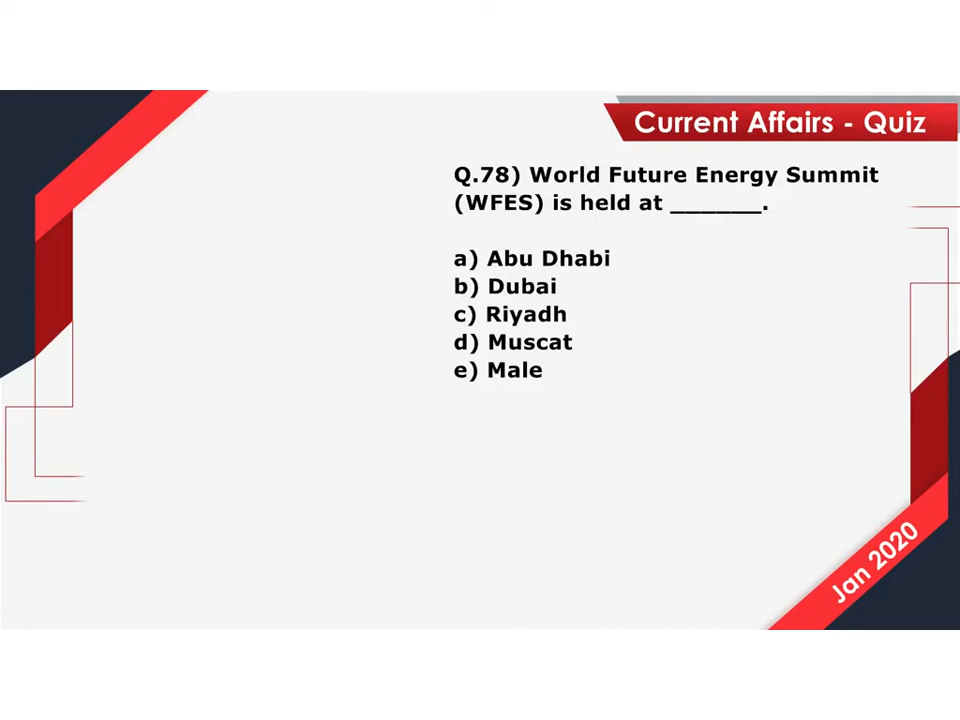 Current Affairs - Quiz
Q.78) World Future Energy Summit
(WFES) is held at ______.
a) Abu Dhabi
b) Dubai
c) Riyadh
d) Muscat
e) Male
Jan 2020